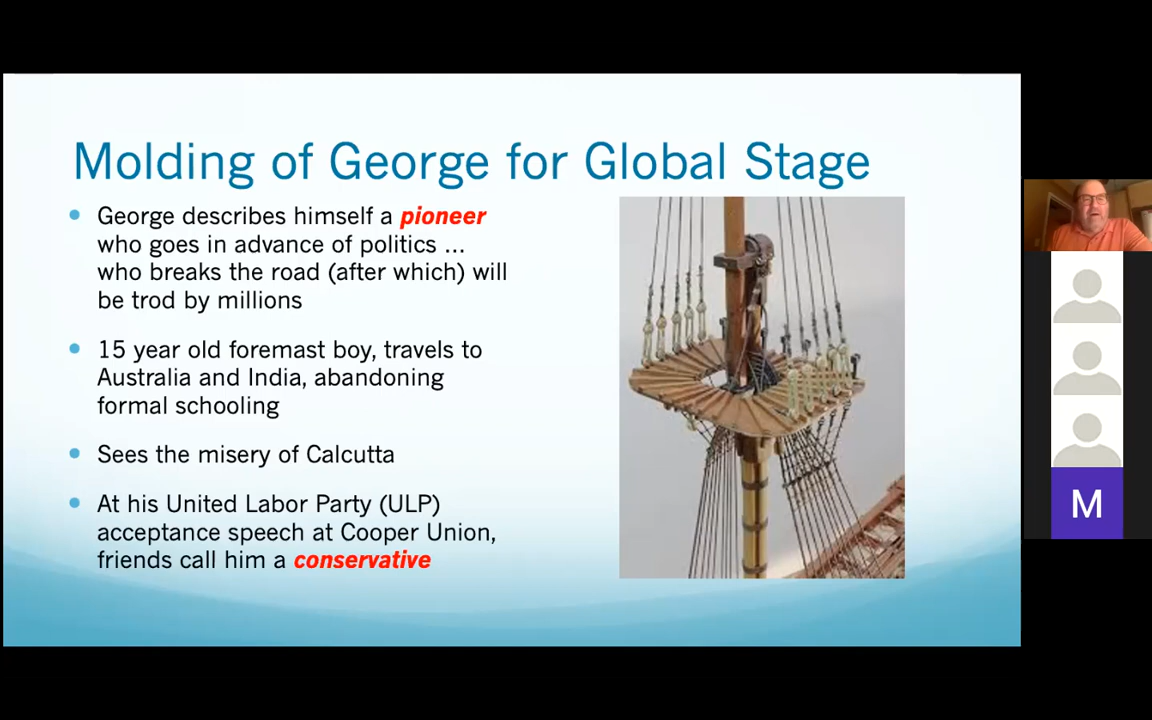 Molding of George for Global Stage
George describes himself a pioneer
who goes in advance of politics ...
who breaks the road (after which) will
be trod by millions
15 year old foremast boy, travels to
Australia and India, abandoning
formal schooling
Sees the misery of Calcutta
At his United Labor Party (ULP)
acceptance speech at Cooper Union,
friends call him a conservative
M